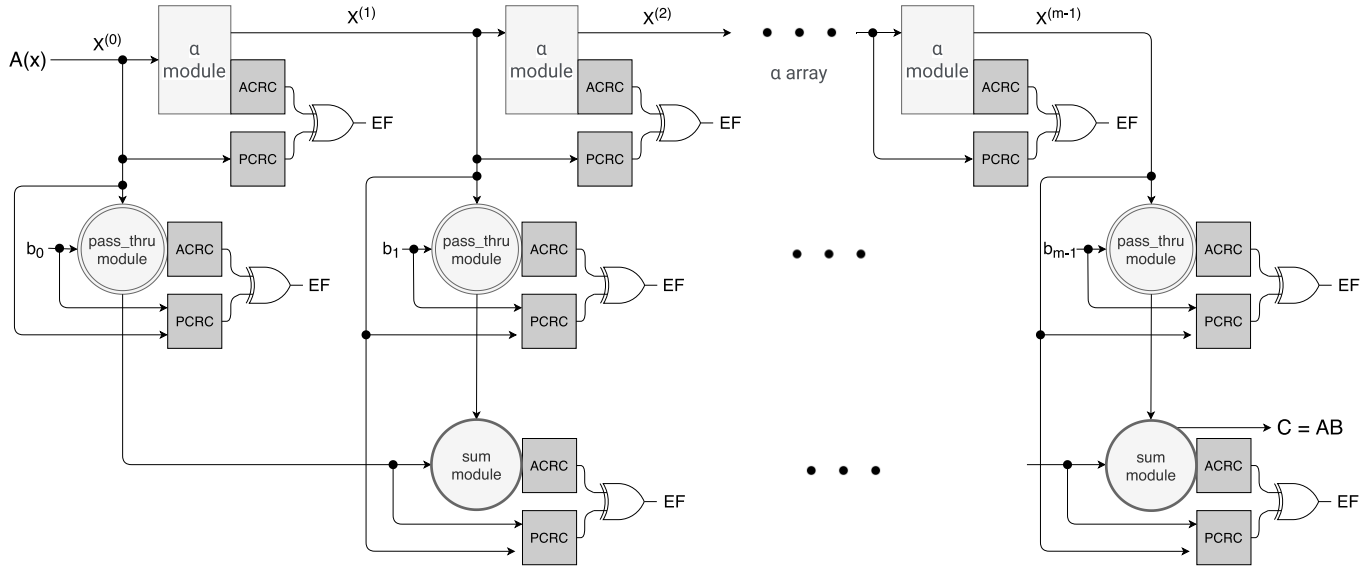 X(0)
X(1)
X(2)
X(m-1)
A(x)
α
module
α
module
α array
α
module
ACRC
EF
ACRC
EF
ACRC
EF
PCRC
PCRC
PCRC
b0
pass_thru
module
ACRC
EF
PCRC
b1
pass_thru
module
ACRC
EF
PCRC
bm-1
pass_thru
module
ACRC
EF
PCRC
sum
module
ACRC
EF
PCRC
C = AB
sum
module
ACRC
EF
PCRC